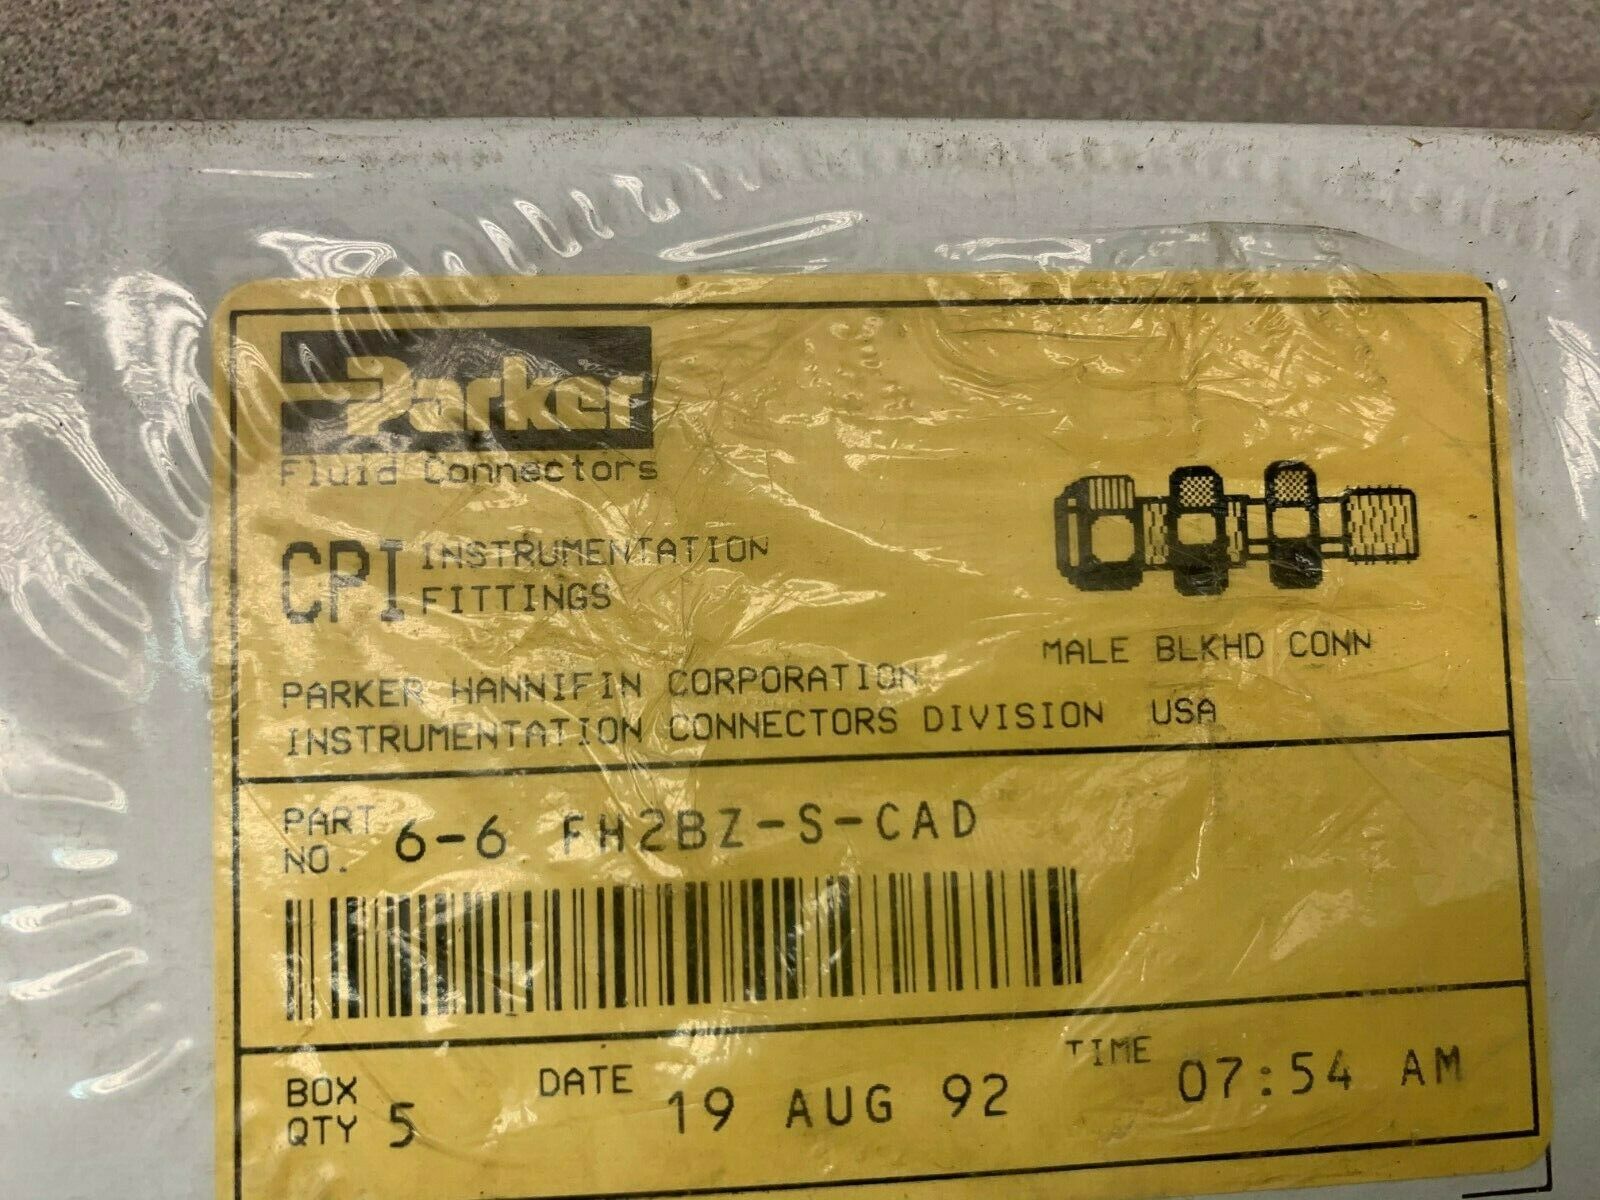 Parker
Fluid Connectors
CPI INSTRUMENTATION
FITTINGS
MALE BLKHD CONN
PARKER HANNIFIN CORPORATION
INSTRUMENTATION CONNECTORS DIVISION USA
PART NO. 6-6 FH2BZ-S-CAD
BOX QTY 5 DATE 19 AUG 92 TIME 07:54 AM